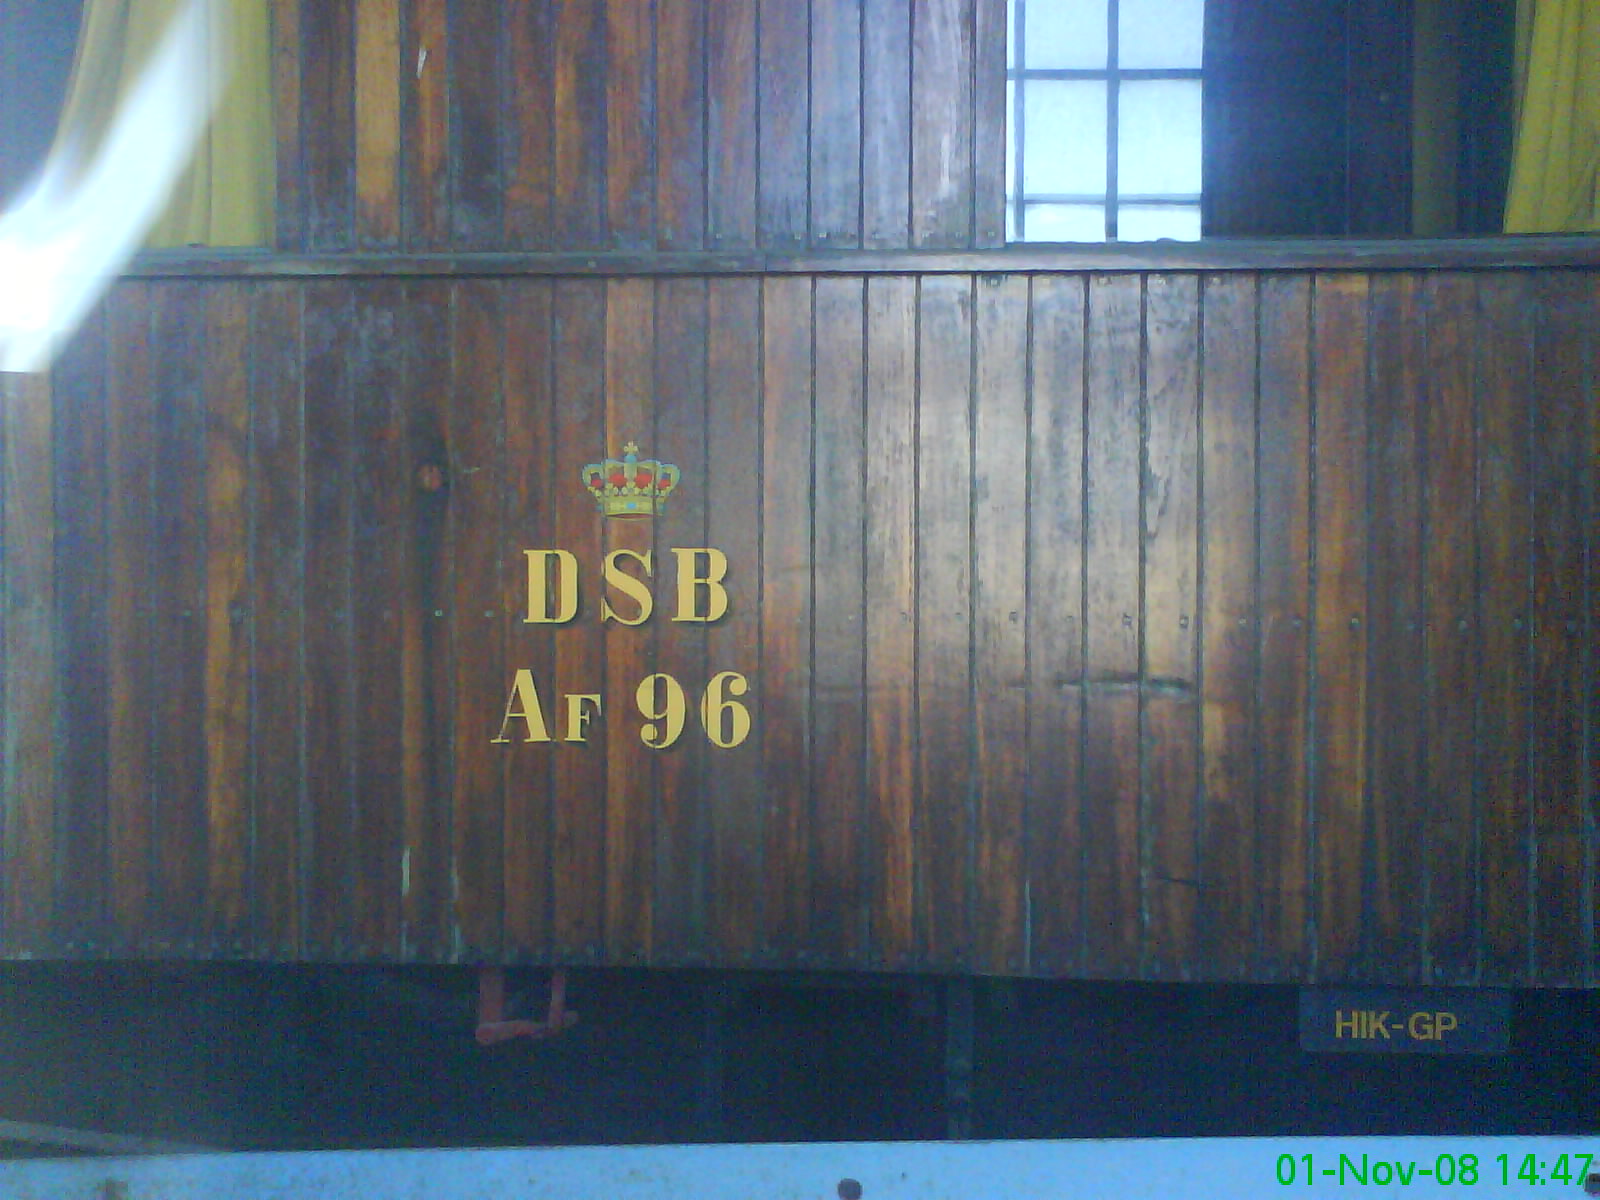 DSB
AF 96
HIK-GP
01-Nov-08 14:47